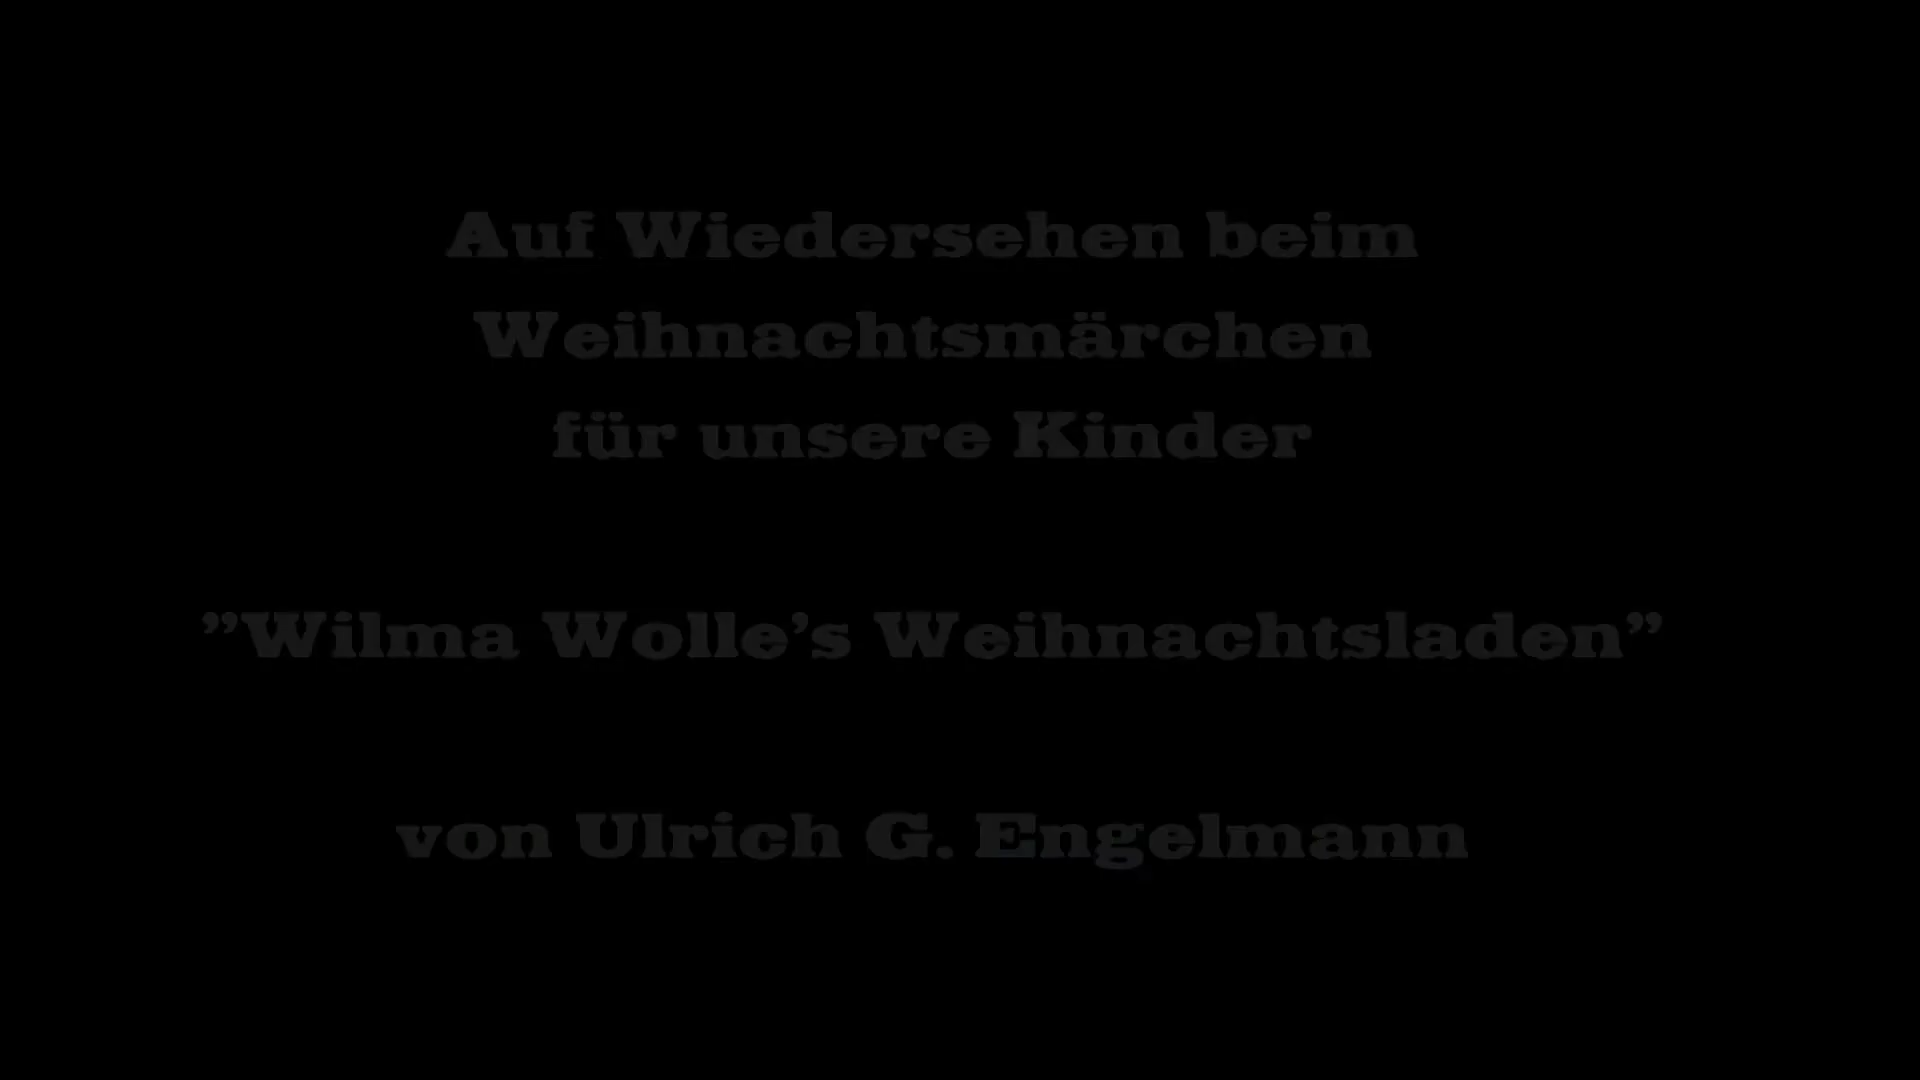 Auf Wiedersehen beim
Weihnachtsmärchen
für unsere Kinder
”Wilma Wolle’s Weihnachtsladen”
von Ulrich G. Engelmann